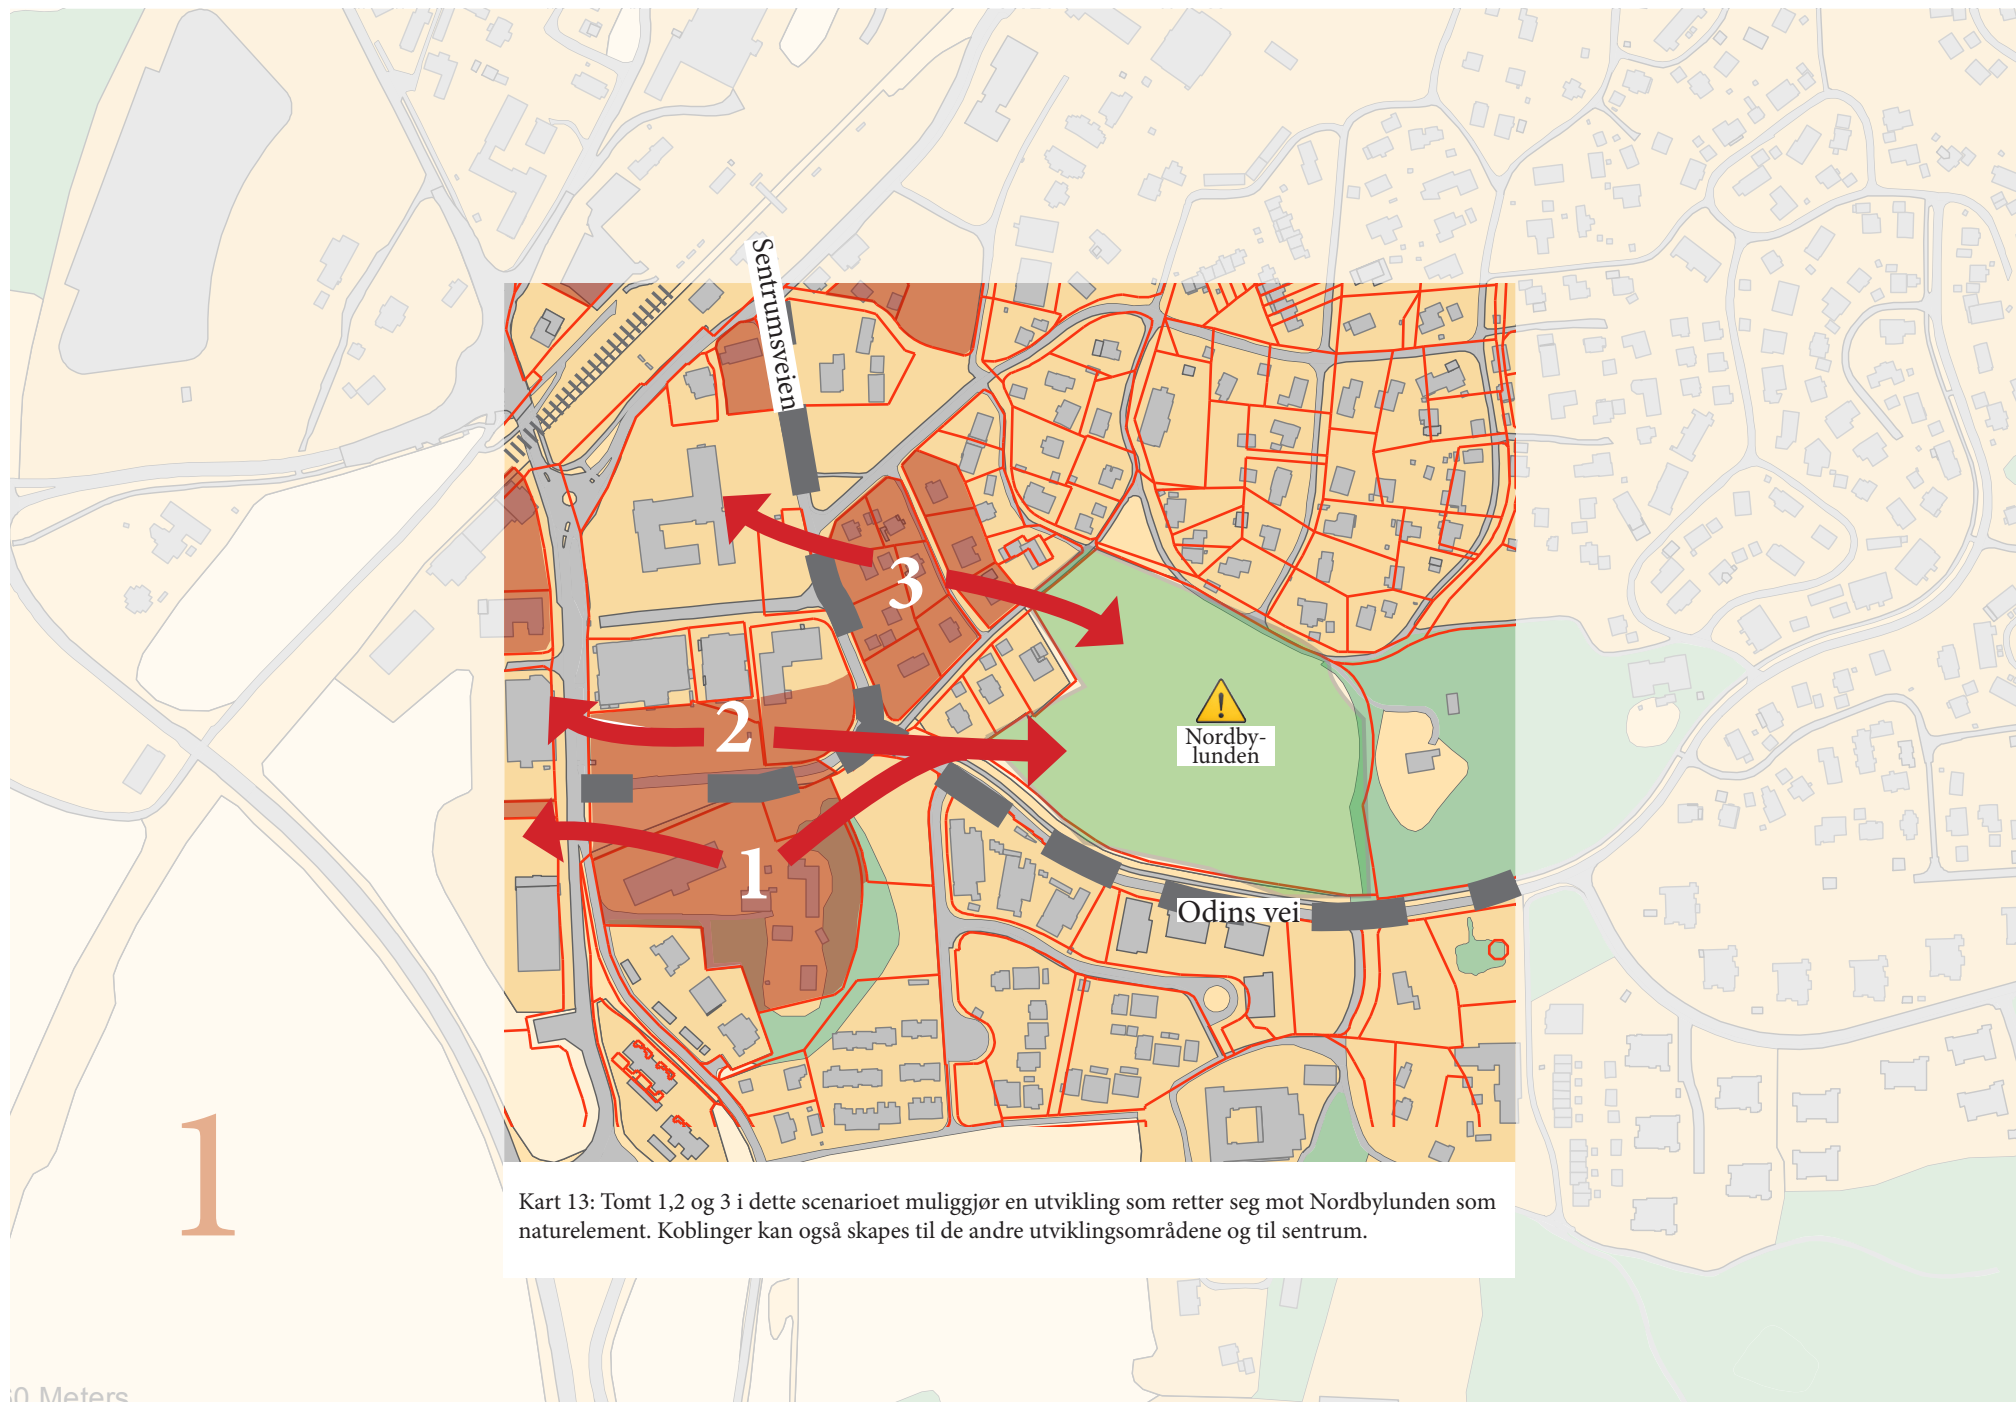 Sentrumsveien
3
2
1
Nordby-
lunden
Odins vei
1
Kart 13: Tomt 1,2 og 3 i dette scenarioet muliggjør en utvikling som retter seg mot Nordbylunden som
naturelement. Koblinger kan også skapes til de andre utviklingsområdene og til sentrum.
0 Meters